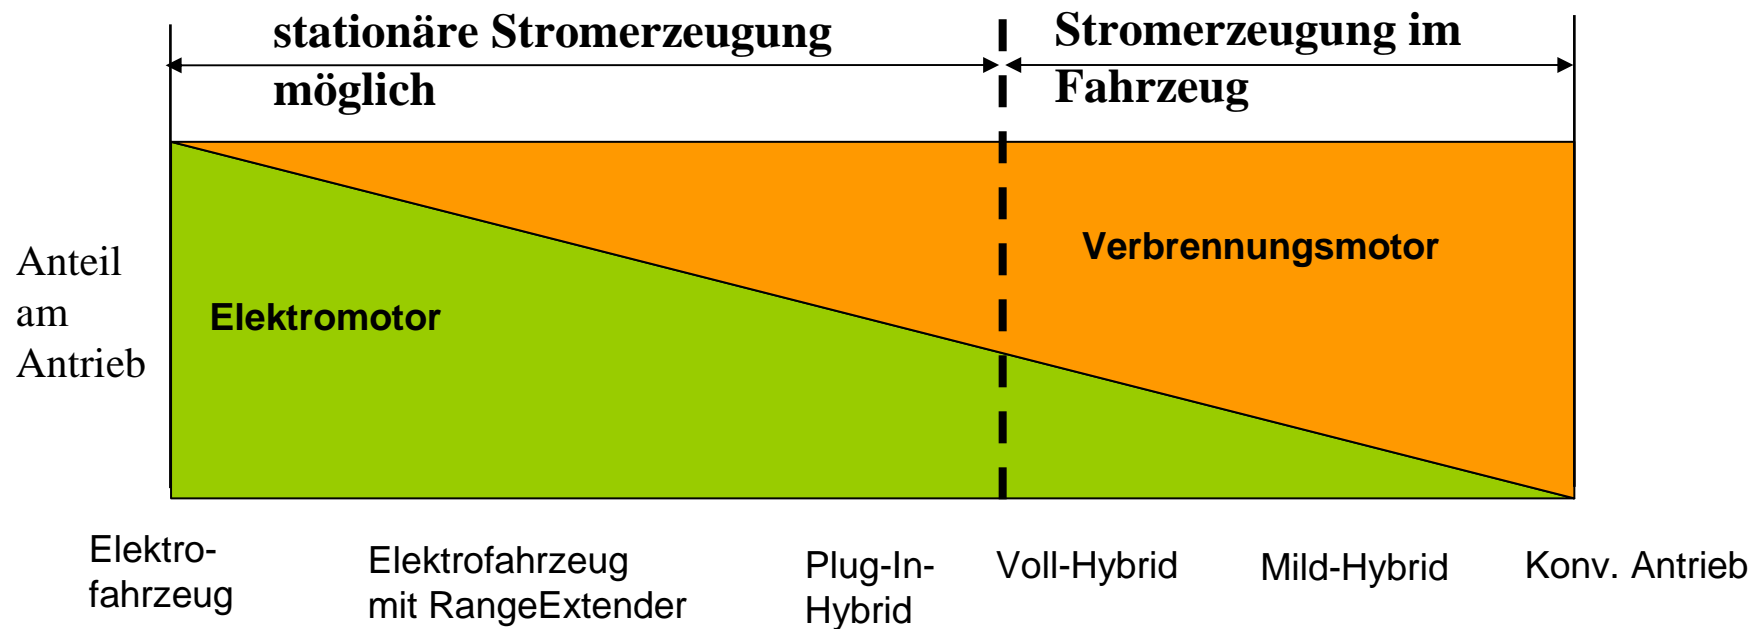 stationäre Stromerzeugung
möglich
Stromerzeugung im
Fahrzeug
Anteil
am
Antrieb
Elektromotor
Verbrennungsmotor
Elektro-
fahrzeug
Elektrofahrzeug
mit RangeExtender
Plug-In-
Hybrid
Voll-Hybrid
Mild-Hybrid
Konv. Antrieb